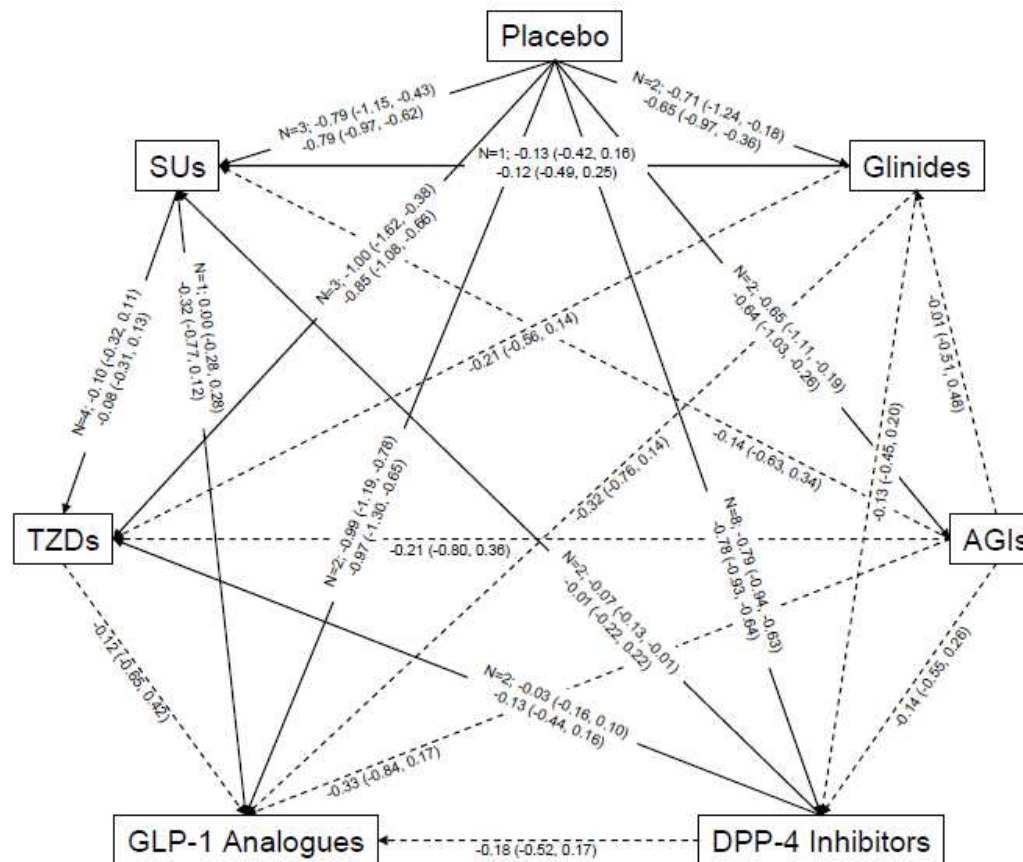 Placebo
N=3; -0.79 (-1.15, -0.43)
-0.79 (-0.97, -0.62)
N=2; -0.71 (-1.24, -0.18)
-0.65 (-0.97, -0.36)
SUs
N=1; -0.13 (-0.42, 0.16)
-0.12 (-0.49, 0.25)
Glinides
N=3; -1.00 (-1.62, -0.38)
-0.85 (-1.08, -0.66)
N=1; 0.00 (-0.28, 0.28)
-0.32 (-0.77, 0.12)
N=4; -0.10 (-0.32, 0.11)
-0.08 (-0.31, 0.13)
-0.21 (-0.56, 0.14)
N=2; -0.65 (-1.11, -0.19)
-0.64 (-1.03, -0.26)
-0.01 (-0.51, 0.48)
-0.14 (-0.63, 0.34)
-0.13 (-0.45, 0.20)
-0.32 (-0.76, 0.14)
N=2; -0.99 (-1.19, -0.78)
-0.97 (-1.30, -0.65)
TZDs
-0.21 (-0.80, 0.36)
AGIs
N=8; -0.79 (-0.94, -0.63)
-0.78 (-0.93, -0.64)
N=2; -0.07 (-0.13, -0.01)
-0.01 (-0.22, 0.22)
-0.12 (-0.65, 0.42)
N=2; -0.03 (-0.16, 0.10)
-0.13 (-0.44, 0.16)
-0.14 (-0.55, 0.26)
-0.33 (-0.84, 0.17)
GLP-1 Analogues
-0.18 (-0.52, 0.17)
DPP-4 Inhibitors